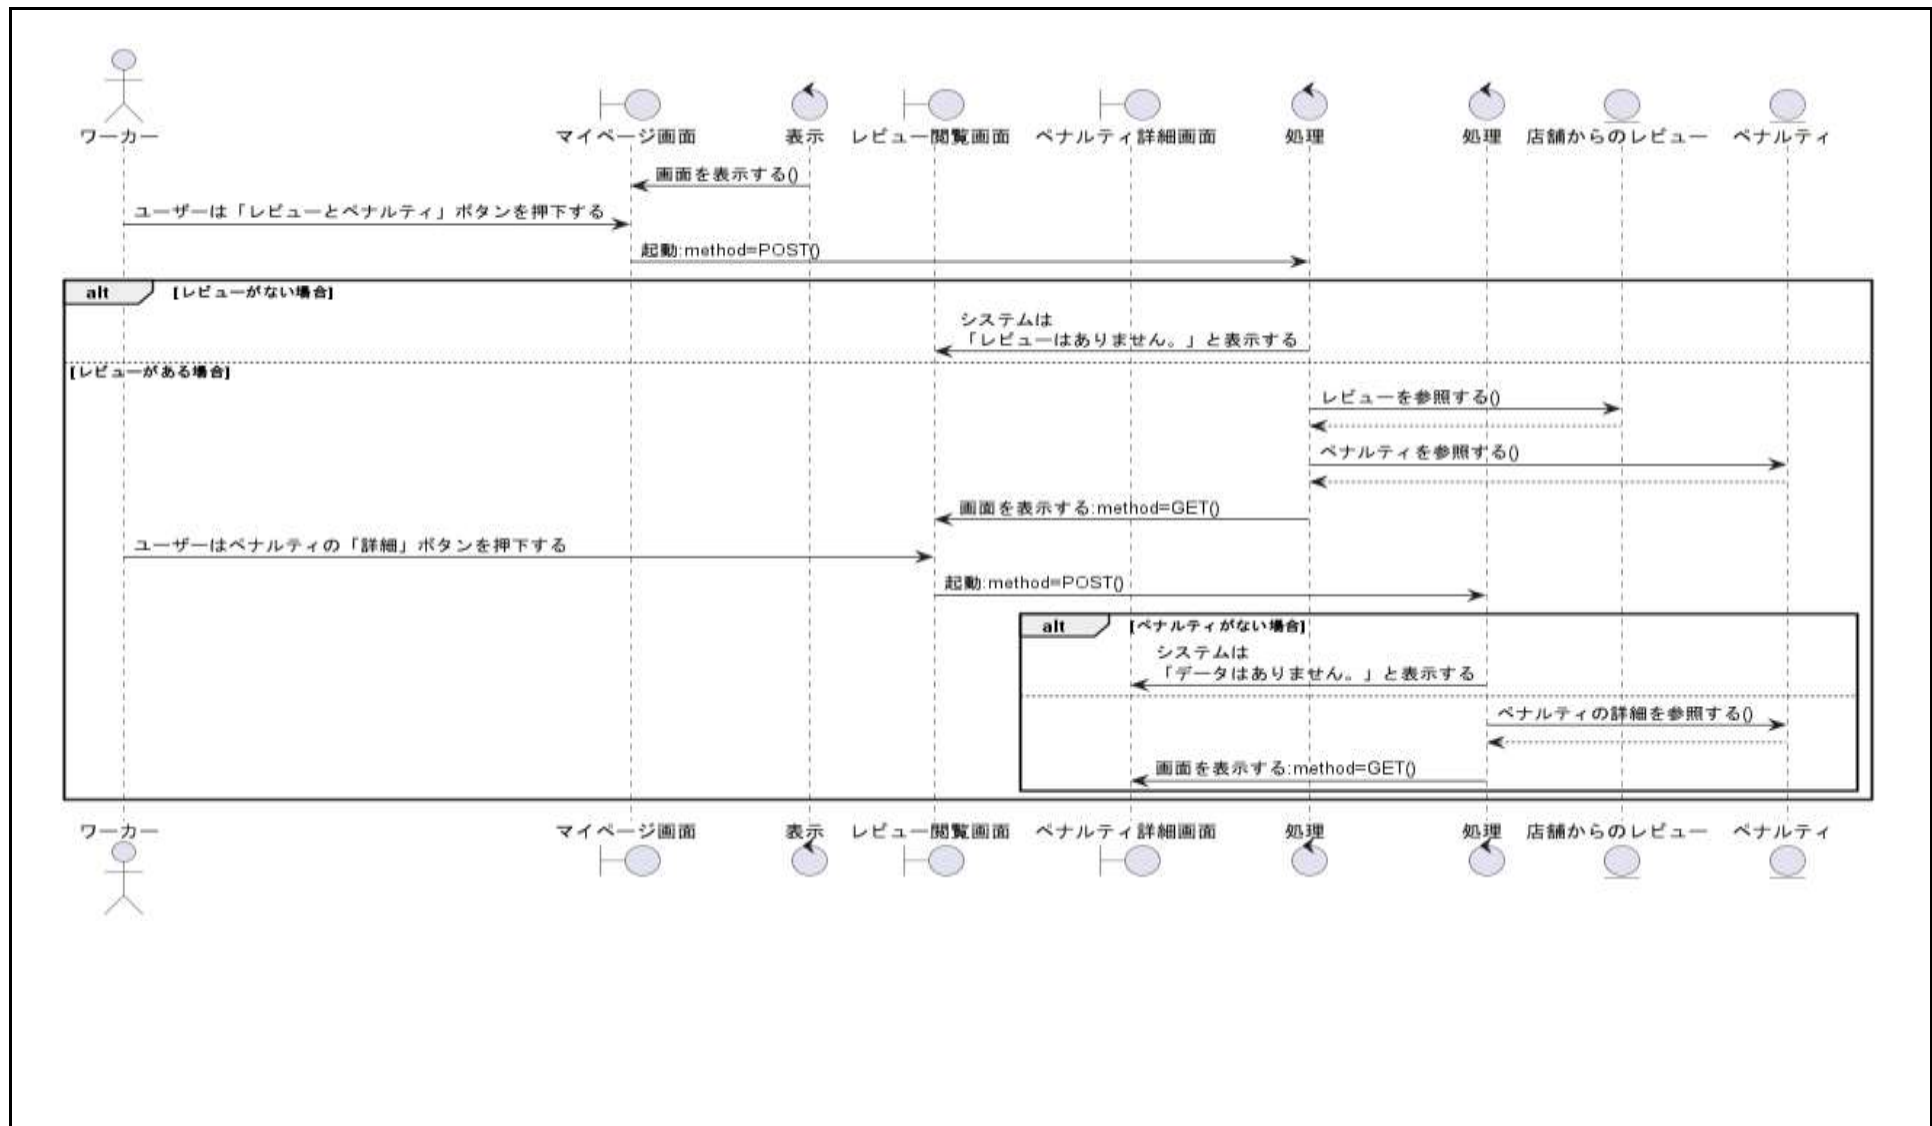 ワーカー
マイページ画面
表示
レビュー閲覧画面
ペナルティ詳細画面
処理
処理
店舗からのレビュー
ペナルティ
画面を表示する()
ユーザーは「レビューとペナルティ」ボタンを押下する
起動:method=POST()
alt
[レビューがない場合]
システムは
「レビューはありません。」と表示する
[レビューがある場合]
レビューを参照する()
ペナルティを参照する()
画面を表示する:method=GET()
ユーザーはペナルティの「詳細」ボタンを押下する
起動:method=POST()
alt
[ペナルティがない場合]
システムは
「データはありません。」と表示する
ペナルティの詳細を参照する()
画面を表示する:method=GET()
ワーカー
マイページ画面
表示
レビュー閲覧画面
ペナルティ詳細画面
処理
処理
店舗からのレビュー
ペナルティ